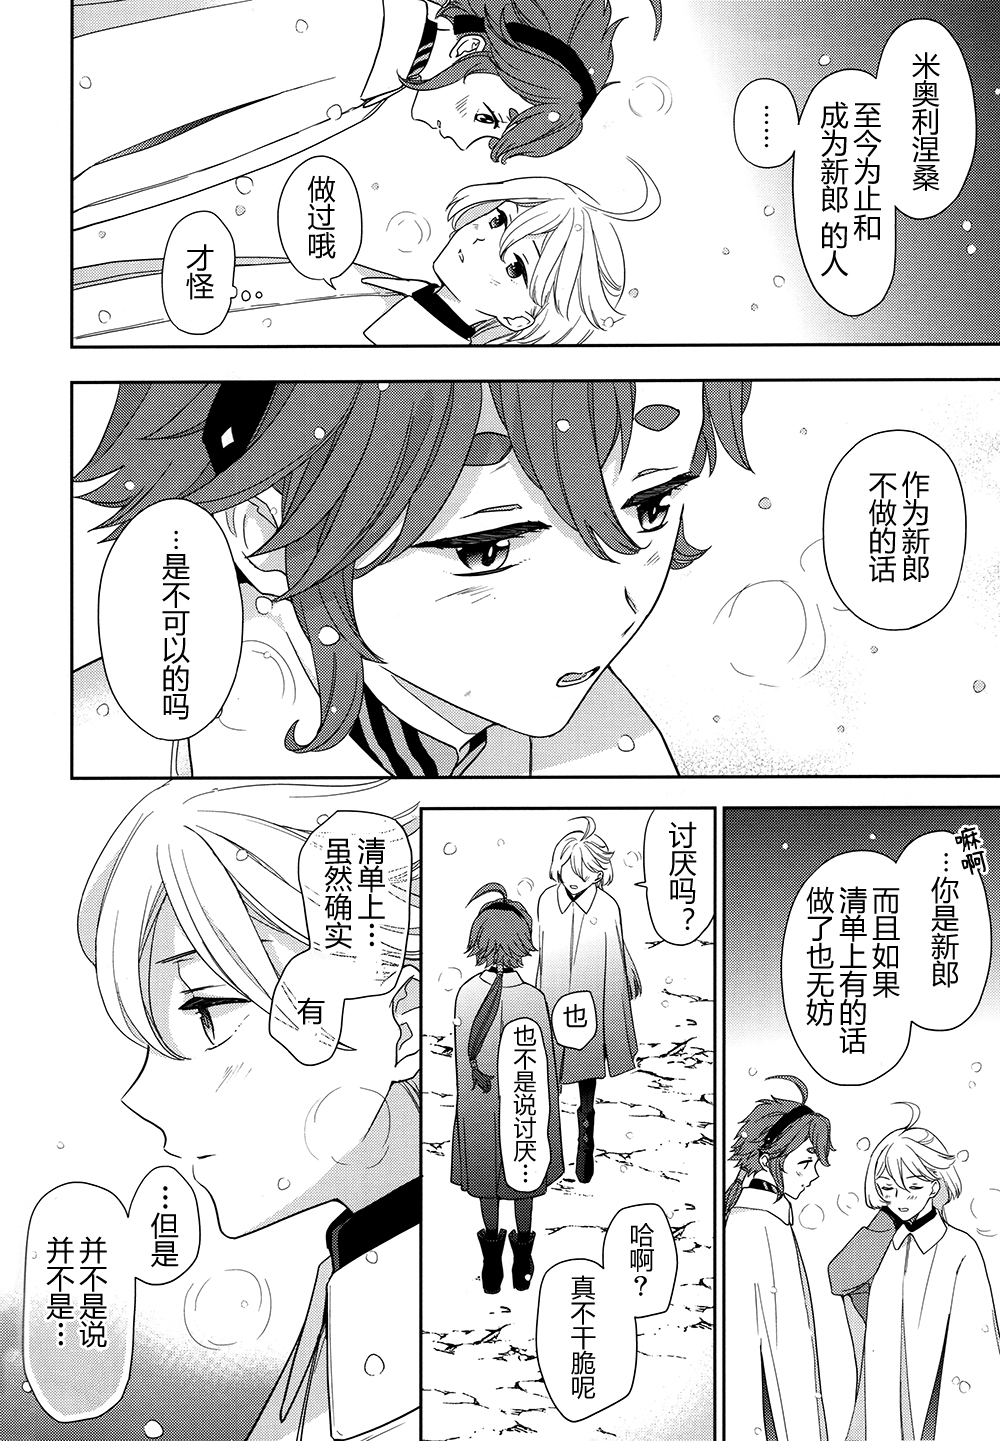 米奥利涅桑
至今为止和
成为新郎的人
……
做过哦
才怪
作为新郎
不做的话
…是不可以的吗
嘛啊
…你是新郎
而且如果
清单上有的话
做了也无妨
讨厌吗？
也
也不是说讨厌…
哈啊？
真不干脆呢
清单上…
虽然确实
有
…但是
并不是说
并不是…